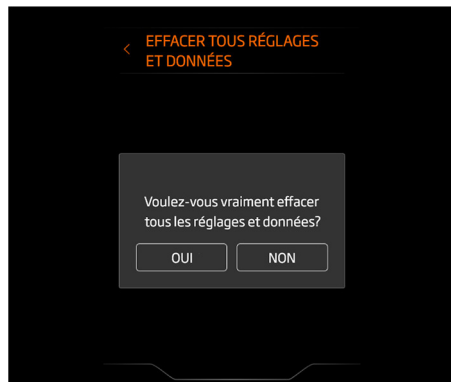 EFFACER TOUS RÉGLAGES
ET DONNÉES
Voulez-vous vraiment effacer
tous les réglages et données?
OUI
NON